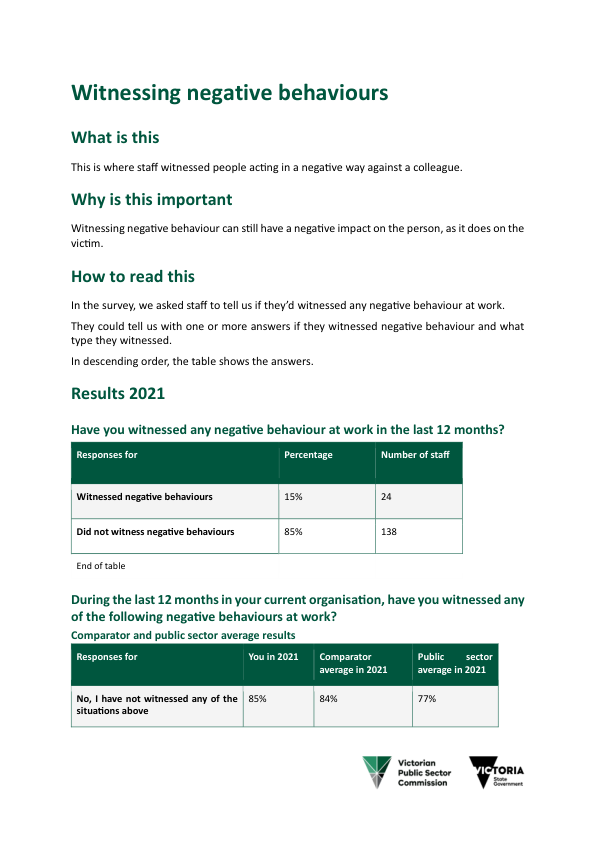 Witnessing negative behaviours
What is this
This is where staff witnessed people acting in a negative way against a colleague.
Why is this important
Witnessing negative behaviour can still have a negative impact on the person, as it does on the
victim.
How to read this
In the survey, we asked staff to tell us if they'd witnessed any negative behaviour at work.
They could tell us with one or more answers if they witnessed negative behaviour and what
type they witnessed.
In descending order, the table shows the answers.
Results 2021
Have you witnessed any negative behaviour at work in the last 12 months?
Responses for Percentage Number of staff
Witnessed negative behaviours 15% 24
Did not witness negative behaviours 85% 138
End of table
During the last 12 months in your current organisation, have you witnessed any
of the following negative behaviours at work?
Comparator and public sector average results
Responses for You in 2021 Comparator Public sector
average in 2021 average in 2021
No, I have not witnessed any of the 85% 84% 77%
situations above
Victorian
Public Sector
Commission
VICTORIA
State
Government